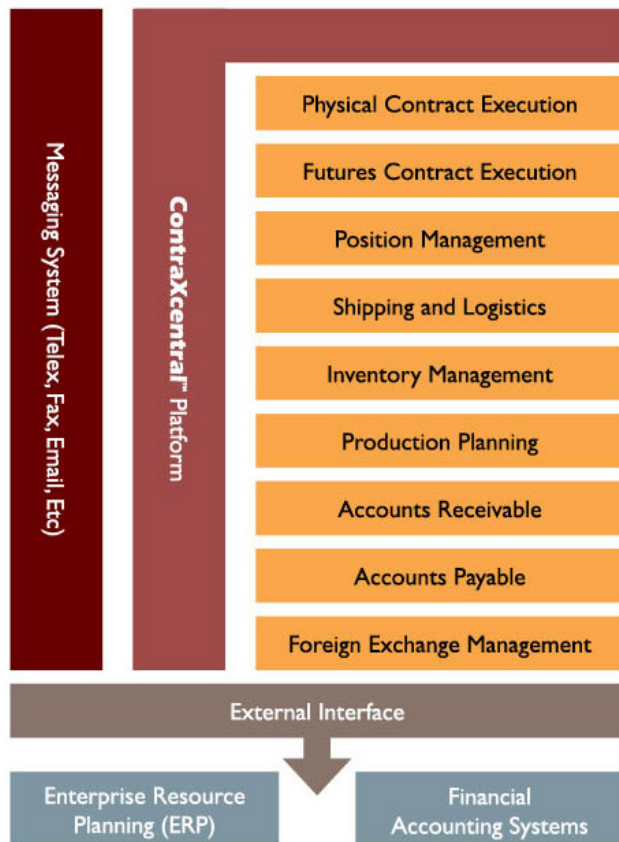 Messaging System (Telex, Fax, Email, Etc)
ContraXcentral™ Platform
Physical Contract Execution
Futures Contract Execution
Position Management
Shipping and Logistics
Inventory Management
Production Planning
Accounts Receivable
Accounts Payable
Foreign Exchange Management
External Interface
Enterprise Resource
Planning (ERP)
Financial
Accounting Systems